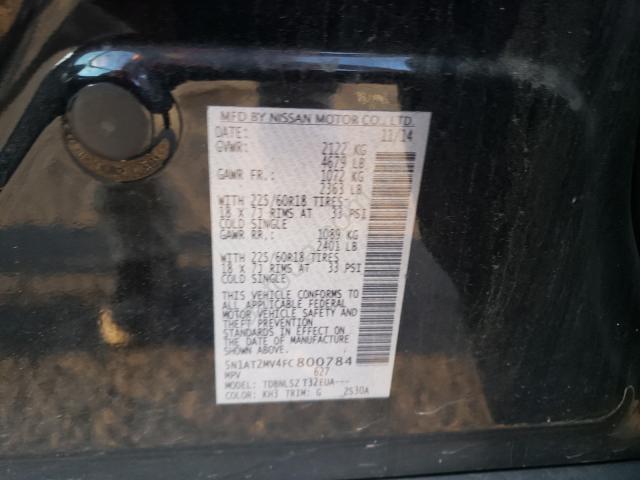 MFD BY NISSAN MOTOR CO., LTD.
DATE: 11/14
GVWR: 2122 KG
4679 LB
GAWR FR.: 1072 KG
2363 LB
WITH 225/60R18 TIRES
18 X 7J RIMS AT 33 PSI
COLD SINGLE
GAWR RR.: 1089 KG
2401 LB
WITH 225/60R18 TIRES
18 X 7J RIMS AT 33 PSI
COLD SINGLE
THIS VEHICLE CONFORMS TO
ALL APPLICABLE FEDERAL
MOTOR VEHICLE SAFETY AND
THEFT PREVENTION
STANDARDS IN EFFECT ON
THE DATE OF MANUFACTURE
SHOWN ABOVE.
5N1AT2MV4FC800784
MPV 627
MODEL: TDBNLSZ T32EUA---
COLOR: KH3 TRIM: G 2530A